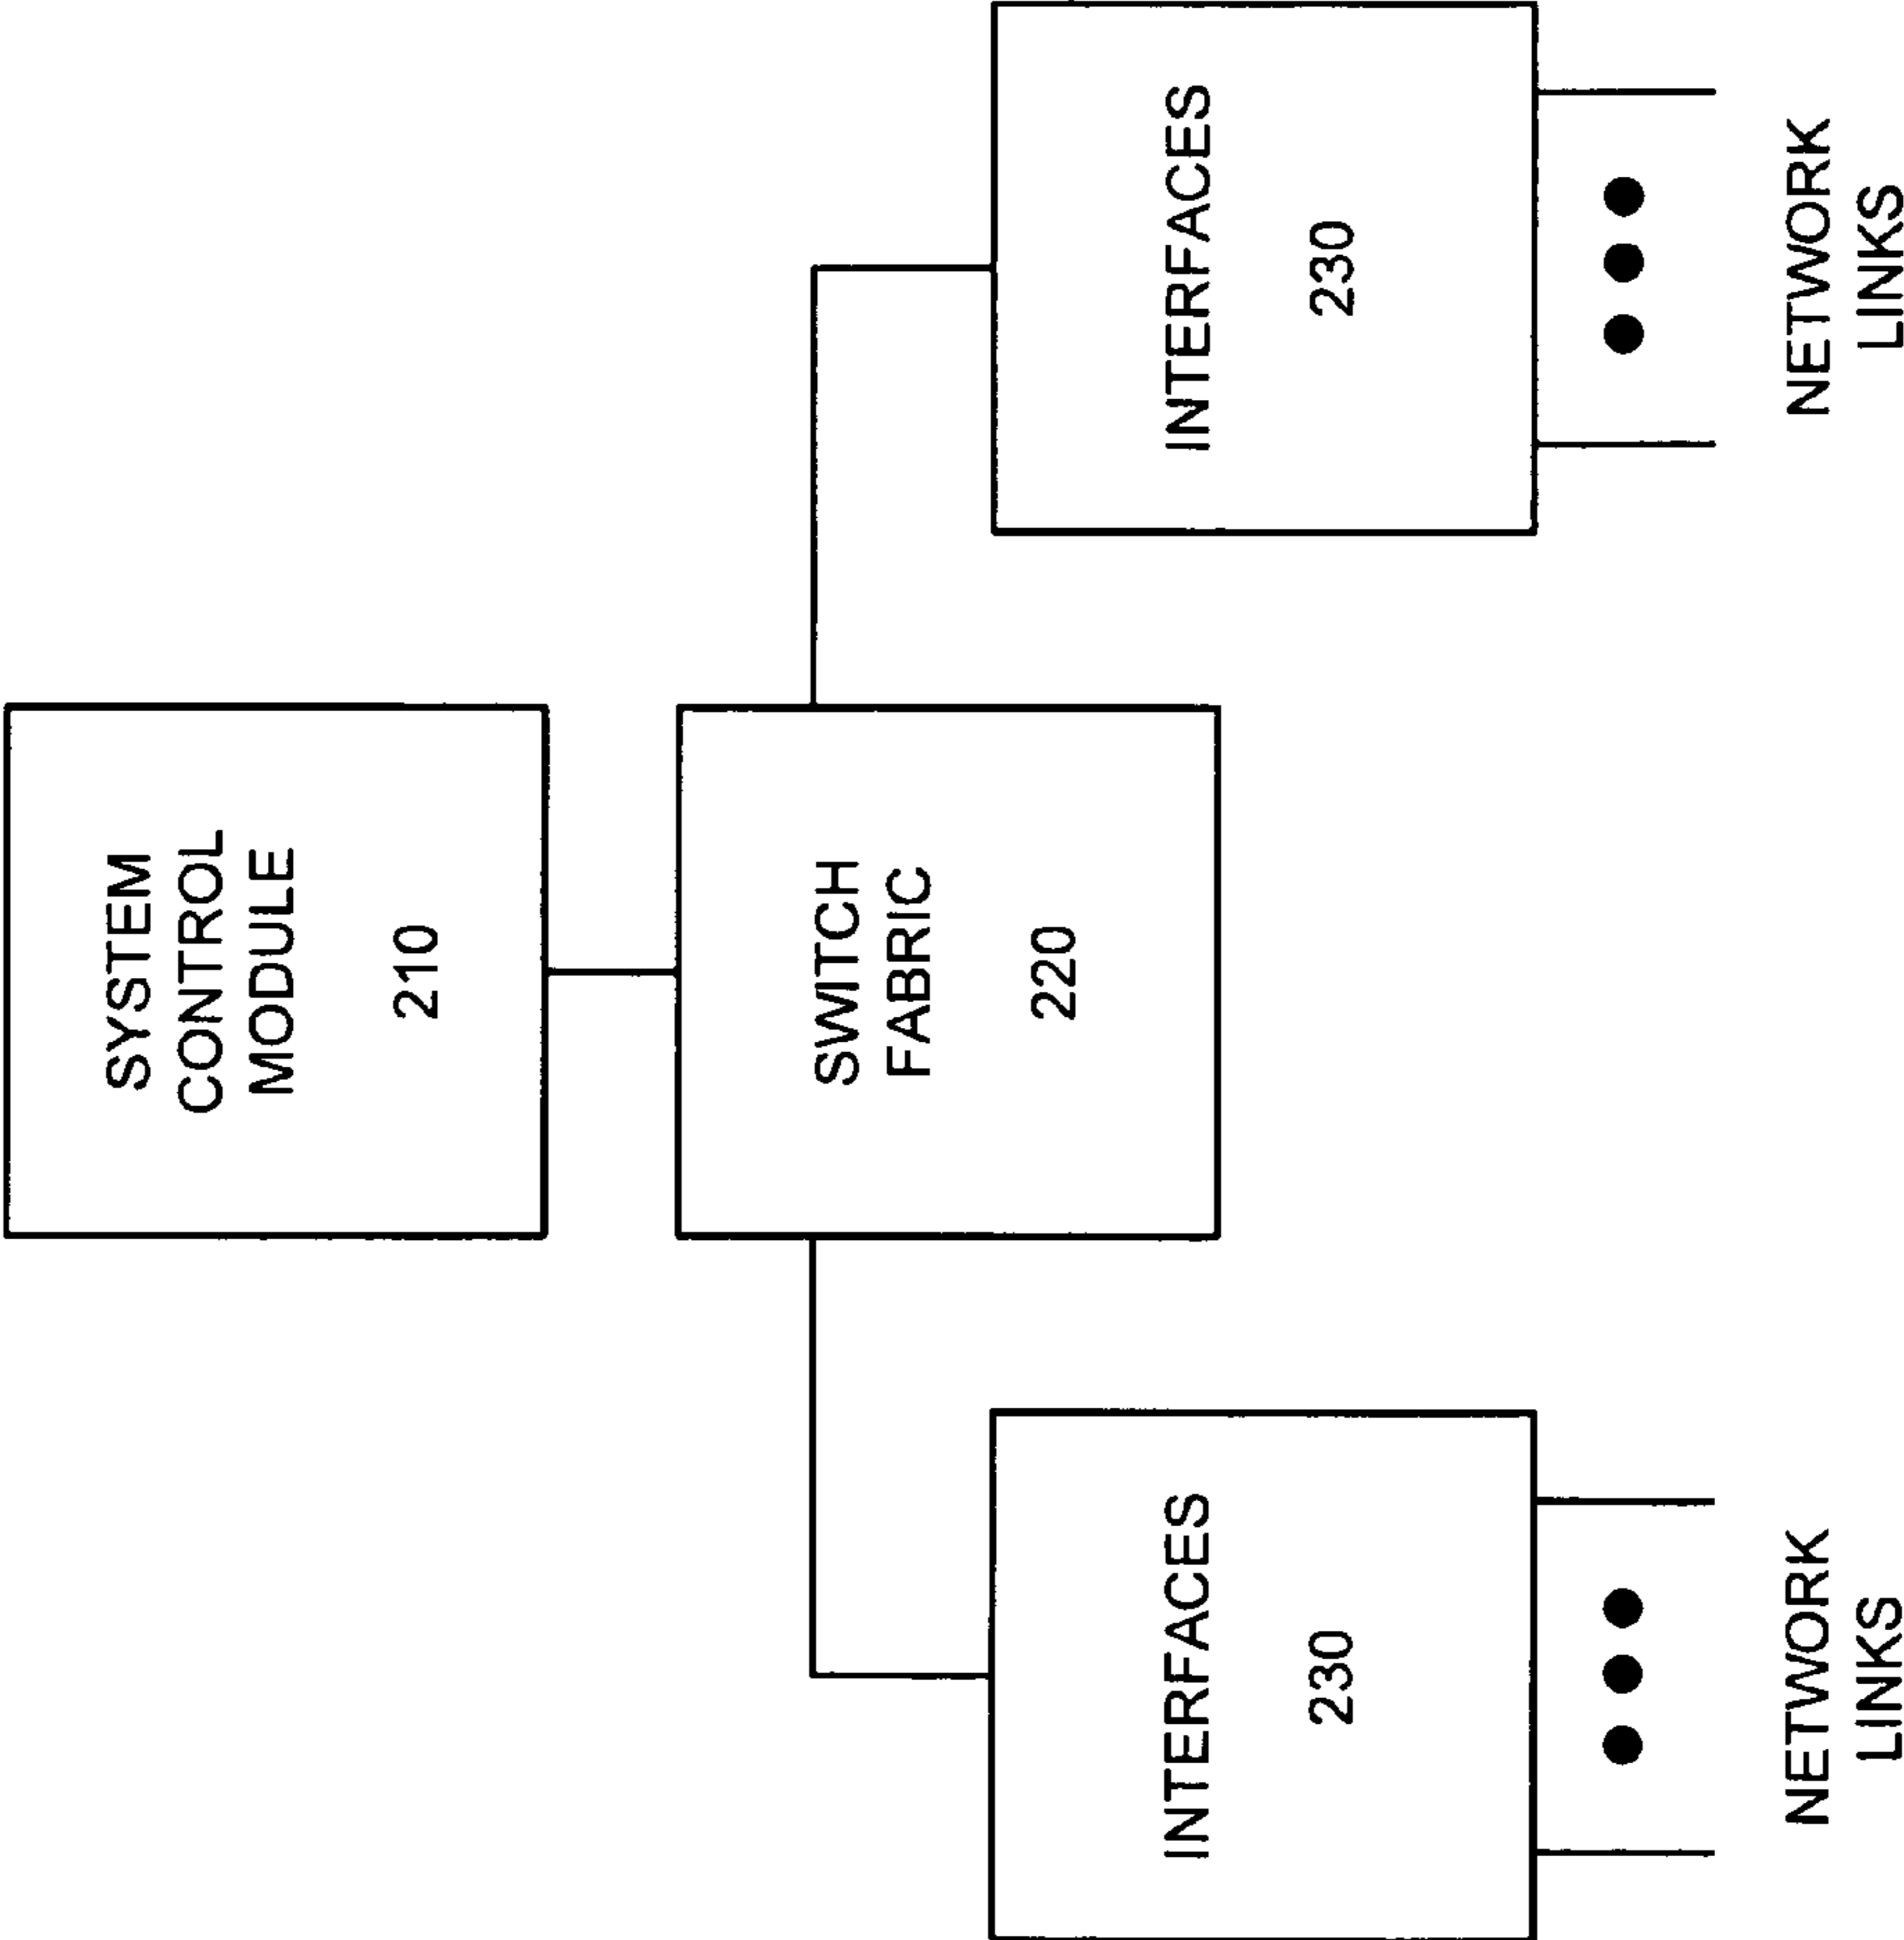 SYSTEM
CONTROL
MODULE
210
SWITCH
FABRIC
220
INTERFACES
230
INTERFACES
230
NETWORK
LINKS
NETWORK
LINKS